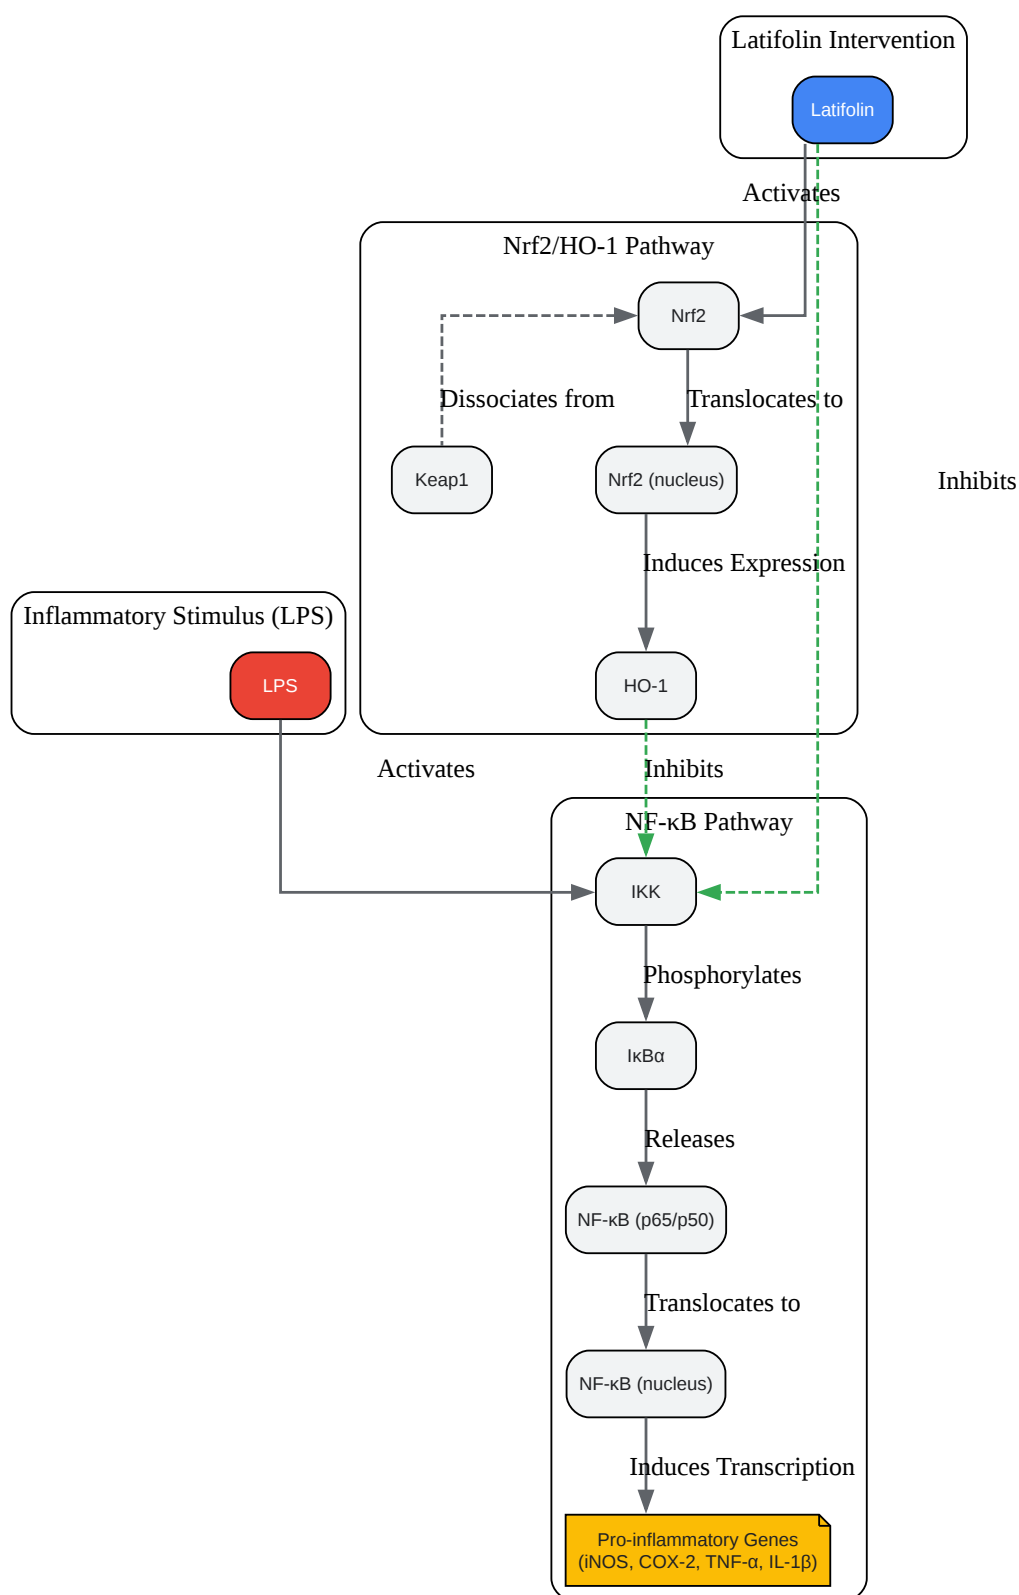 Latifolin Intervention
Latifolin
Activates
Nrf2/HO-1 Pathway
Nrf2
Dissociates from
Translocates to
Keap1
Nrf2 (nucleus)
Inhibits
Induces Expression
Inflammatory Stimulus (LPS)
LPS
HO-1
Activates
Inhibits
NF-κB Pathway
IKK
Phosphorylates
IκBα
Releases
NF-κB (p65/p50)
Translocates to
NF-κB (nucleus)
Induces Transcription
Pro-inflammatory Genes
(iNOS, COX-2, TNF-α, IL-1β)